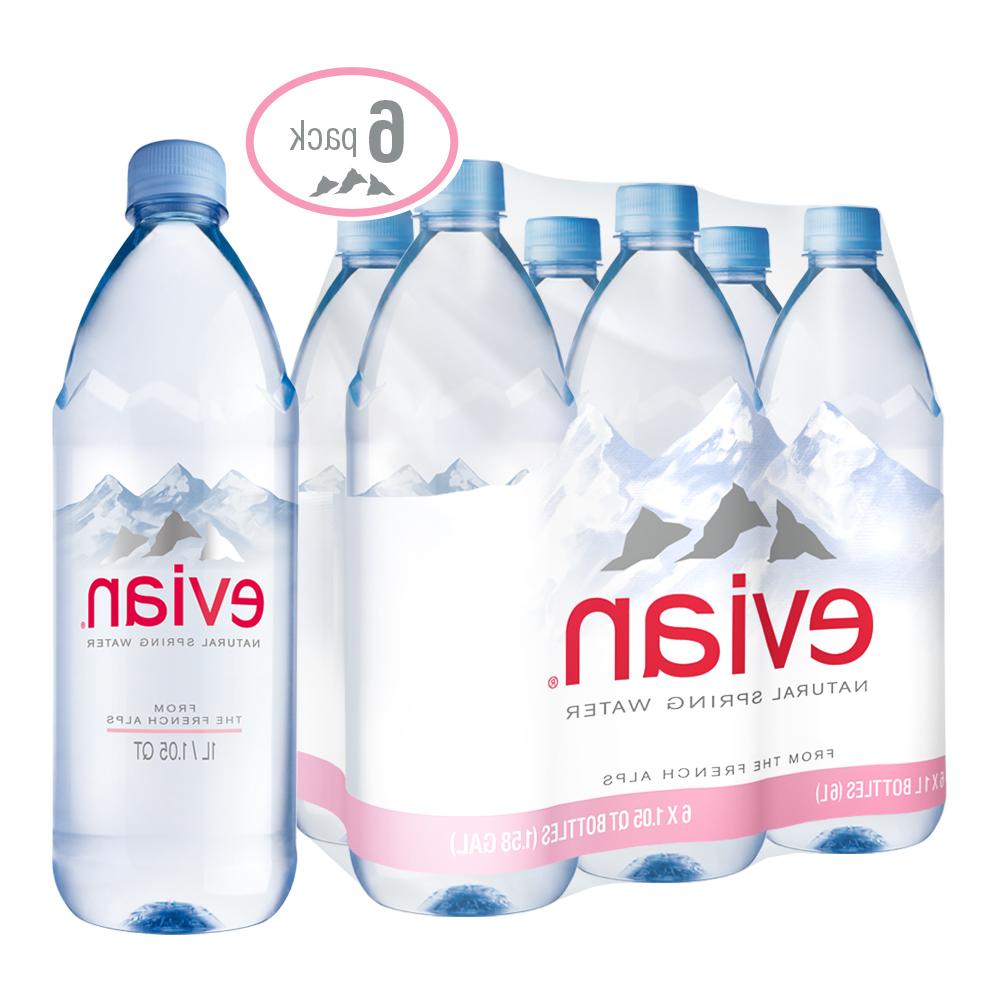 6 pack
evian®
NATURAL SPRING WATER
FROM
THE FRENCH ALPS
1L / 1.05 QT
evian®
NATURAL SPRING WATER
FROM THE FRENCH ALPS
6 X 1L BOTTLES (6L)
6 X 1.05 QT BOTTLES (1.58 GAL)